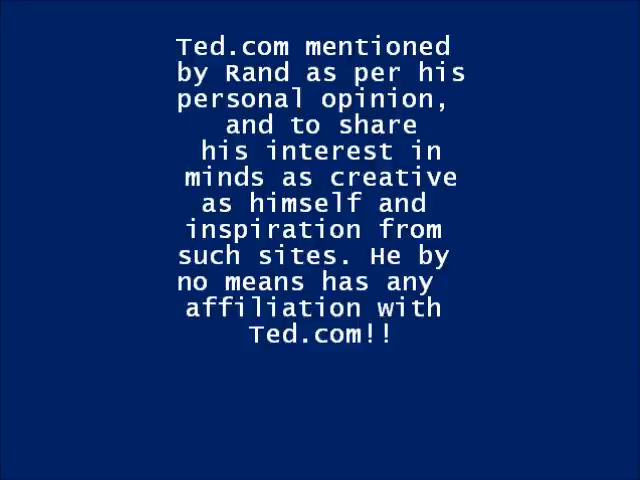 Ted.com mentioned
by Rand as per his
personal opinion,
and to share
his interest in
minds as creative
as himself and
inspiration from
such sites. He by
no means has any
affiliation with
Ted.com!!